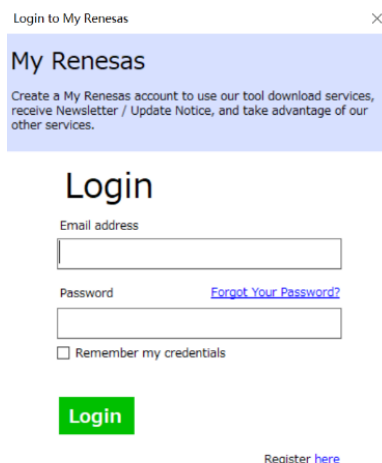 Login to My Renesas
My Renesas
Create a My Renesas account to use our tool download services,
receive Newsletter / Update Notice, and take advantage of our
other services.
Login
Email address
Password Forgot Your Password?
Remember my credentials
Login
Register here